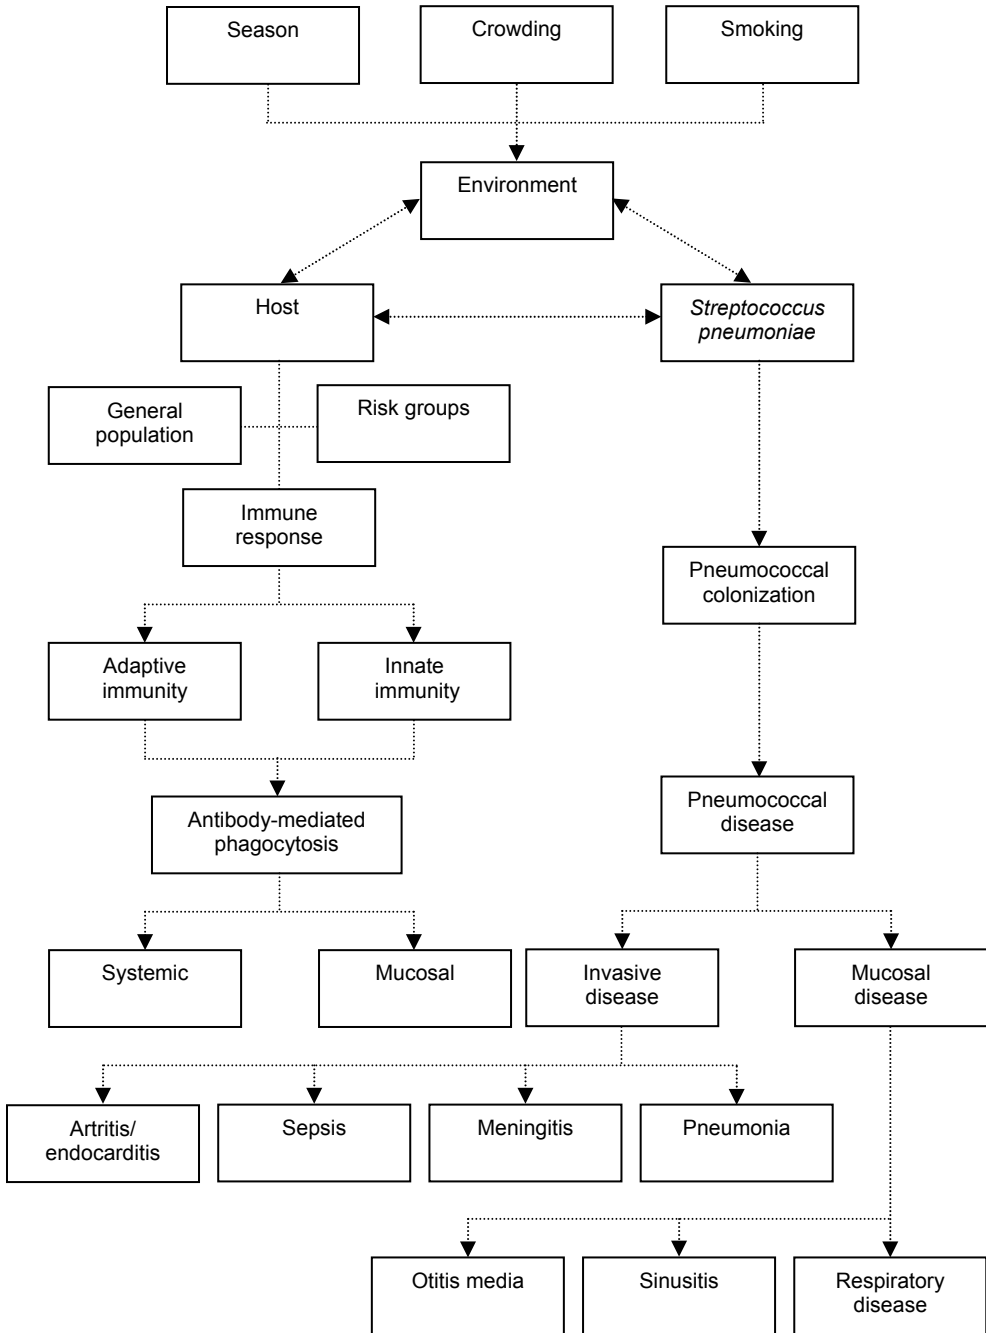 Season
Crowding
Smoking
Environment
Host
Streptococcus
pneumoniae
General
population
Risk groups
Immune
response
Pneumococcal
colonization
Adaptive
immunity
Innate
immunity
Pneumococcal
disease
Antibody-mediated
phagocytosis
Systemic
Mucosal
Invasive
disease
Mucosal
disease
Artritis/
endocarditis
Sepsis
Meningitis
Pneumonia
Otitis media
Sinusitis
Respiratory
disease